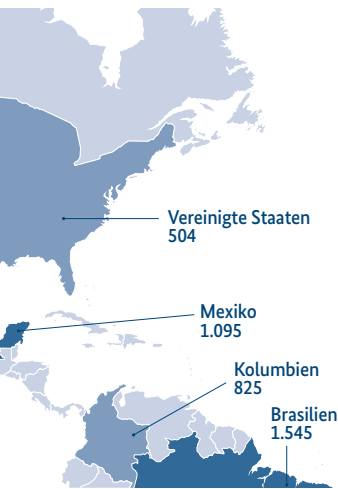 Vereinigte Staaten
504
Mexiko
1.095
Kolumbien
825
Brasilien
1.545